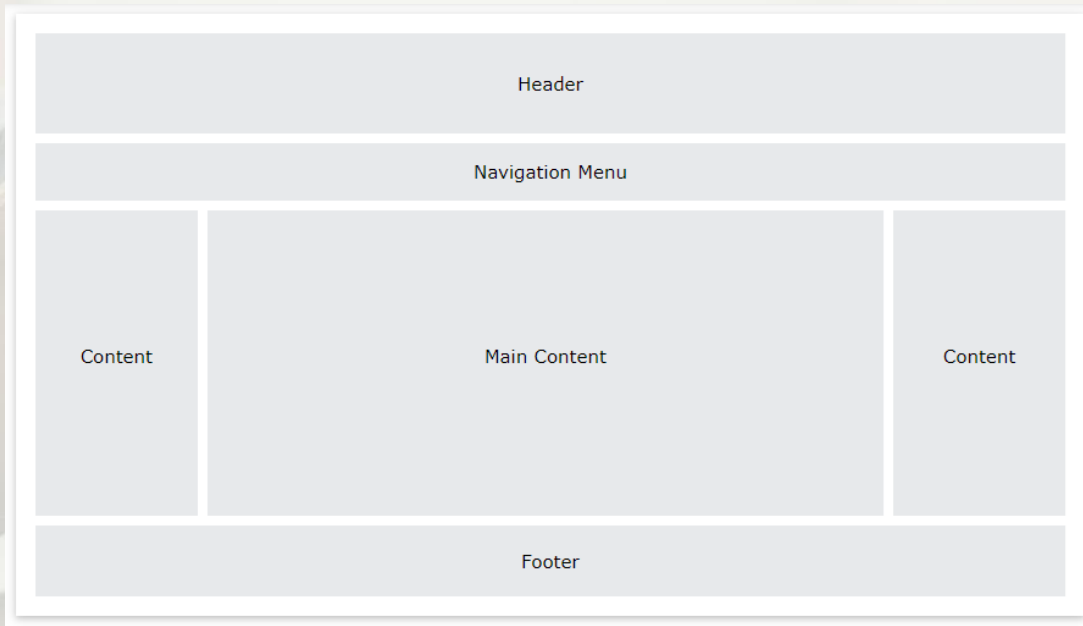 Header
Navigation Menu
Content
Main Content
Content
Footer